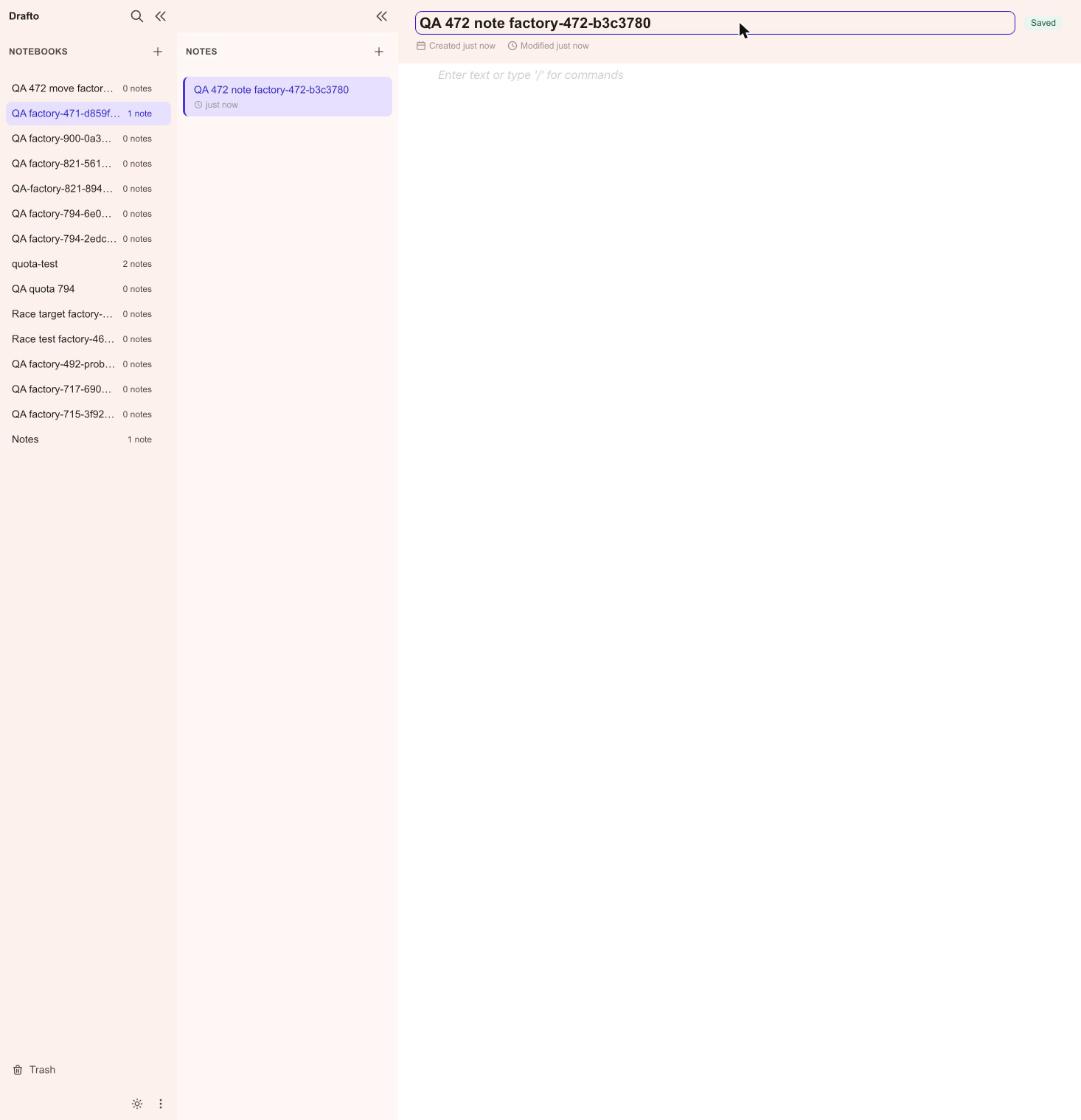 Drafto
NOTEBOOKS
QA 472 move factor... 0 notes
QA factory-471-d859f... 1 note
QA factory-900-0a3... 0 notes
QA factory-821-561... 0 notes
QA-factory-821-894... 0 notes
QA factory-794-6e0... 0 notes
QA factory-794-2edc... 0 notes
quota-test 2 notes
QA quota 794 0 notes
Race target factory-... 0 notes
Race test factory-46... 0 notes
QA factory-492-prob... 0 notes
QA factory-717-690... 0 notes
QA factory-715-3f92... 0 notes
Notes 1 note
Trash
NOTES
QA 472 note factory-472-b3c3780
just now
QA 472 note factory-472-b3c3780
Saved
Created just now Modified just now
Enter text or type '/' for commands